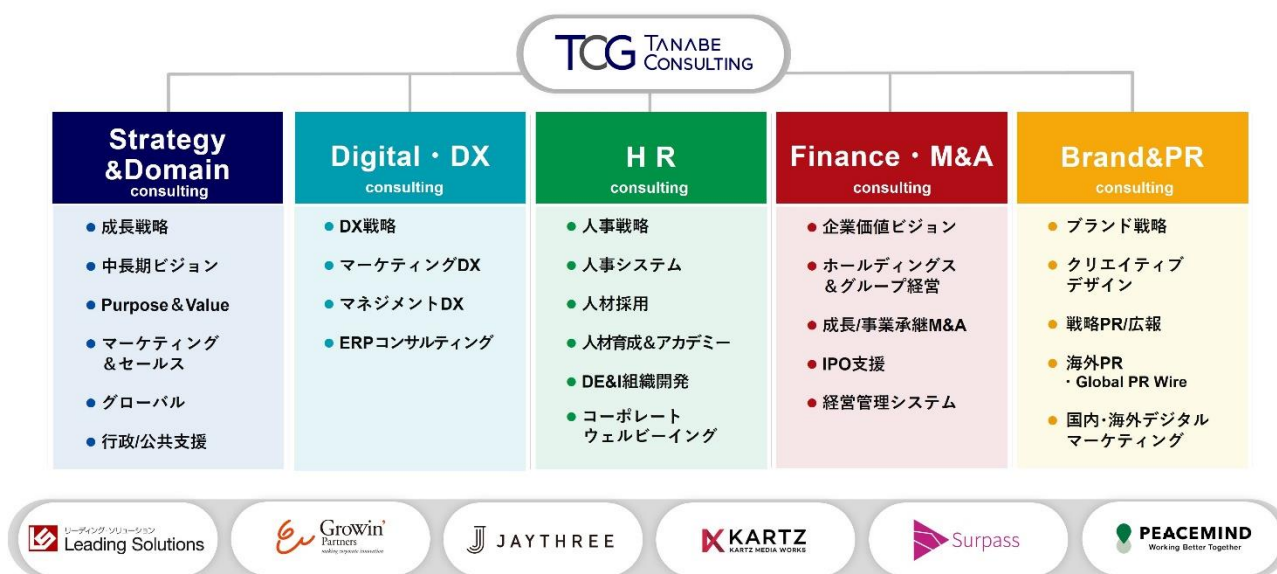 TCG TANABE CONSULTING
Strategy
&Domain
consulting
成長戦略
中長期ビジョン
Purpose＆Value
マーケティング
＆セールス
グローバル
行政/公共支援
Digital・DX
consulting
DX戦略
マーケティングDX
マネジメントDX
ERPコンサルティング
HR
consulting
人事戦略
人事システム
人材採用
人材育成&アカデミー
DE&I組織開発
コーポレート
ウェルビーイング
Finance・M&A
consulting
企業価値ビジョン
ホールディングス
＆グループ経営
成長/事業承継M&A
IPO支援
経営管理システム
Brand&PR
consulting
ブランド戦略
クリエイティブ
デザイン
戦略PR/広報
海外PR
・Global PR Wire
国内・海外デジタル
マーケティング
リーディング・ソリューション
Leading Solutions
GroWin'
Partners
making corporate innovation
JAYTHREE
KARTZ
KARTZ MEDIA WORKS
Surpass
PEACEMIND
Working Better Together